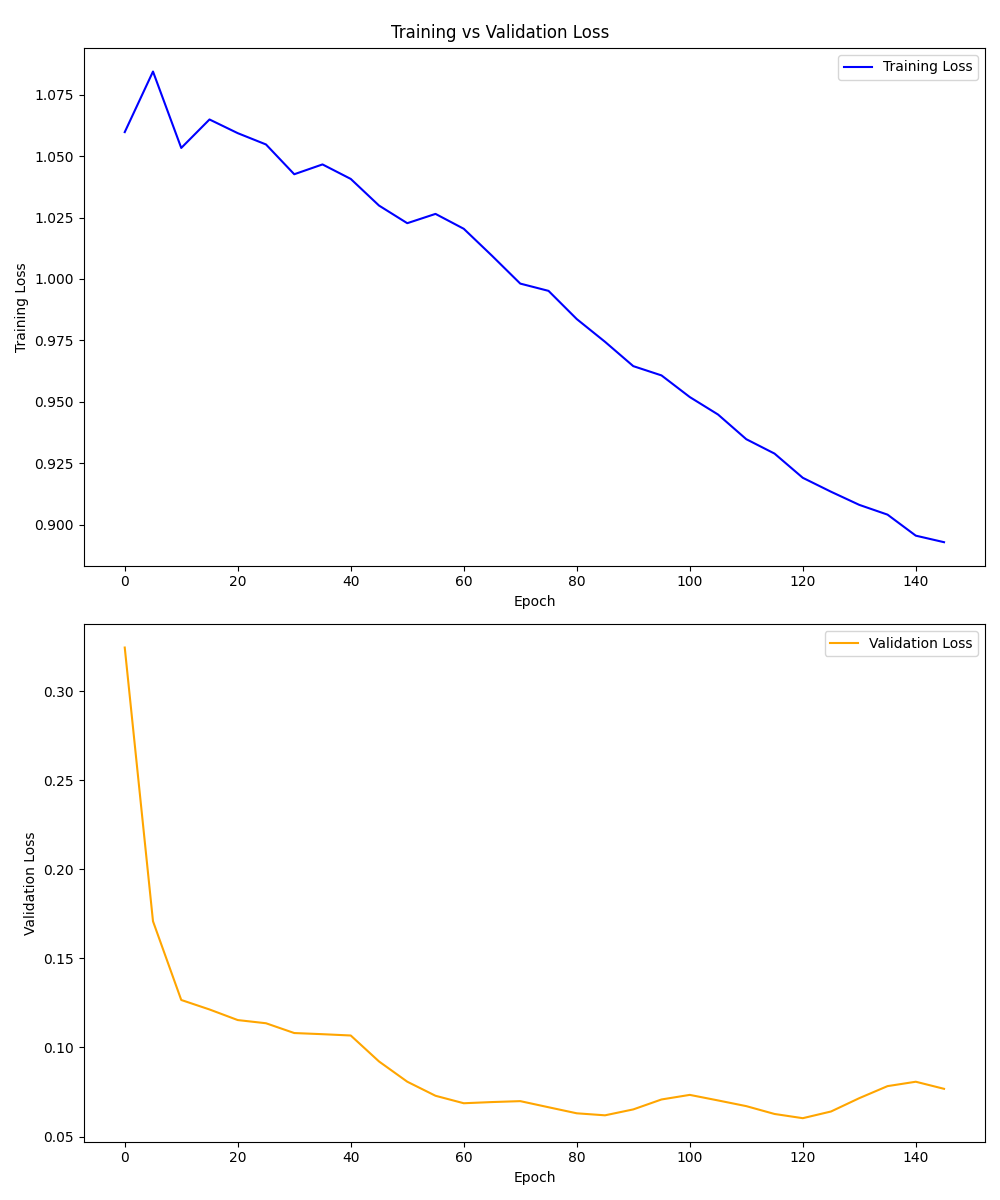 Training vs Validation Loss
Training Loss
1.075
1.050
1.025
1.000
0.975
0.950
0.925
0.900
Training Loss
0 20 40 60 80 100 120 140
Epoch
Validation Loss
0.30
0.25
0.20
0.15
0.10
0.05
Validation Loss
0 20 40 60 80 100 120 140
Epoch